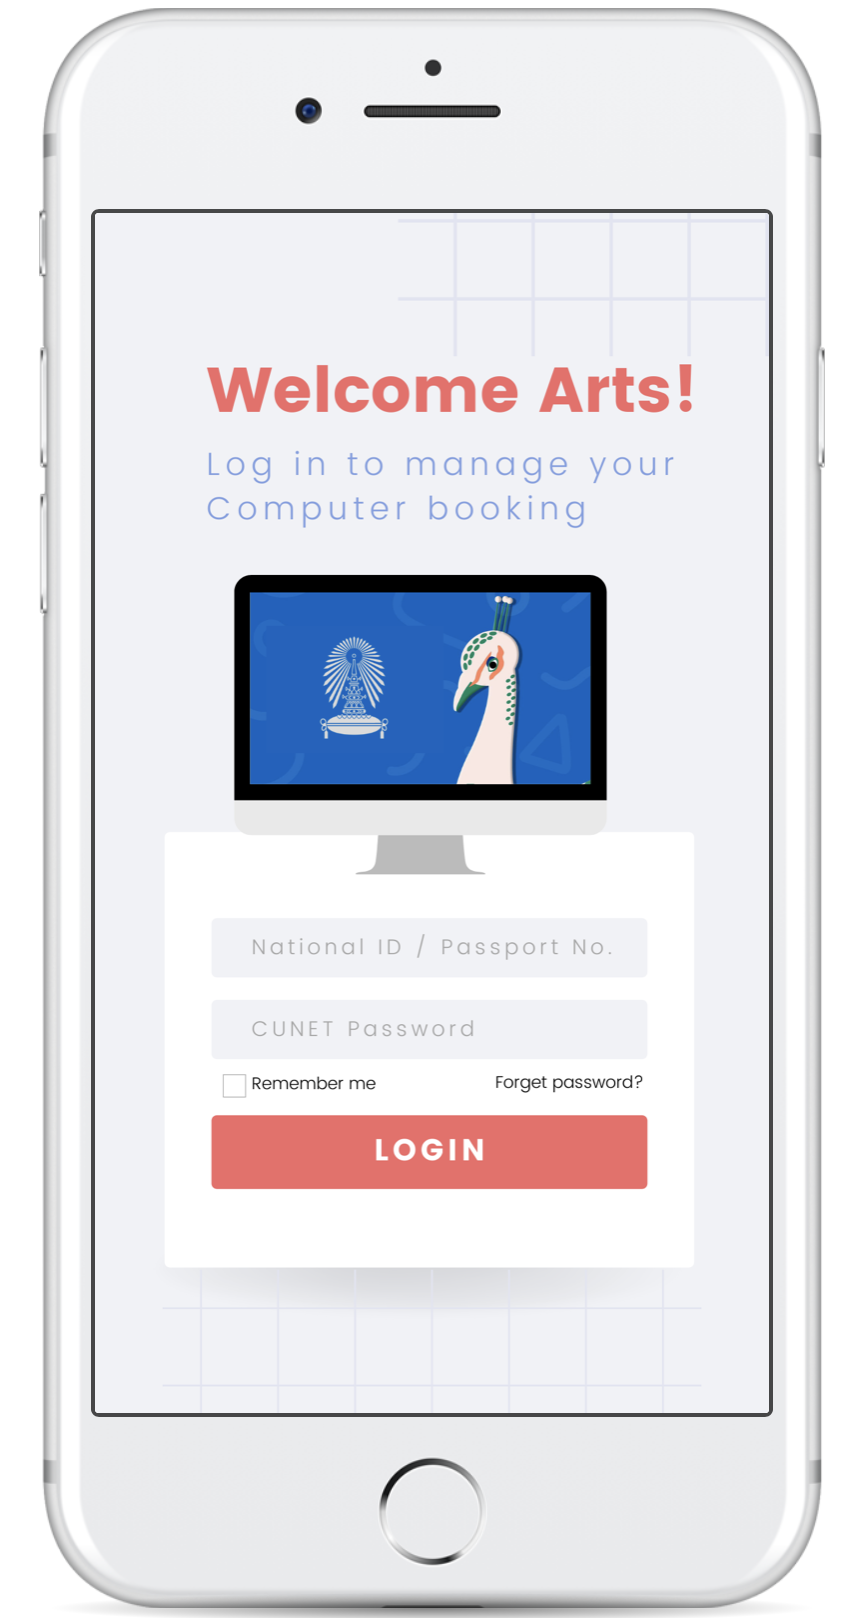 Welcome Arts!
Log in to manage your
Computer booking
National ID / Passport No.
CUNET Password
Remember me
Forget password?
LOGIN